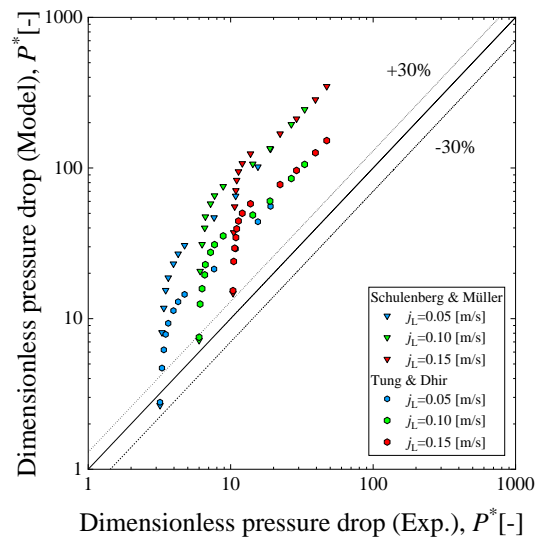 Dimensionless pressure drop (Model), P*[-]
1000
100
10
1
+30%
-30%
Schulenberg & Müller
jL=0.05 [m/s]
jL=0.10 [m/s]
jL=0.15 [m/s]
Tung & Dhir
jL=0.05 [m/s]
jL=0.10 [m/s]
jL=0.15 [m/s]
1 10 100 1000
Dimensionless pressure drop (Exp.), P*[-]